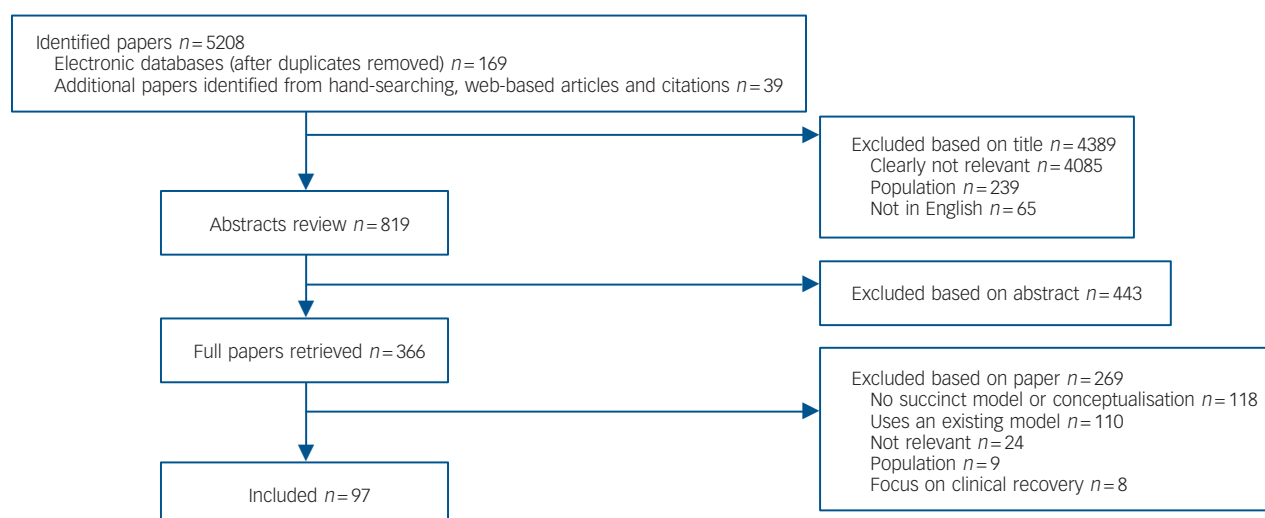 Identified papers n=5208
Electronic databases (after duplicates removed) n=169
Additional papers identified from hand-searching, web-based articles and citations n=39
Excluded based on title n=4389
Clearly not relevant n=4085
Population n=239
Not in English n=65
Abstracts review n=819
Excluded based on abstract n=443
Full papers retrieved n=366
Excluded based on paper n=269
No succinct model or conceptualisation n=118
Uses an existing model n=110
Not relevant n=24
Population n=9
Focus on clinical recovery n=8
Included n=97